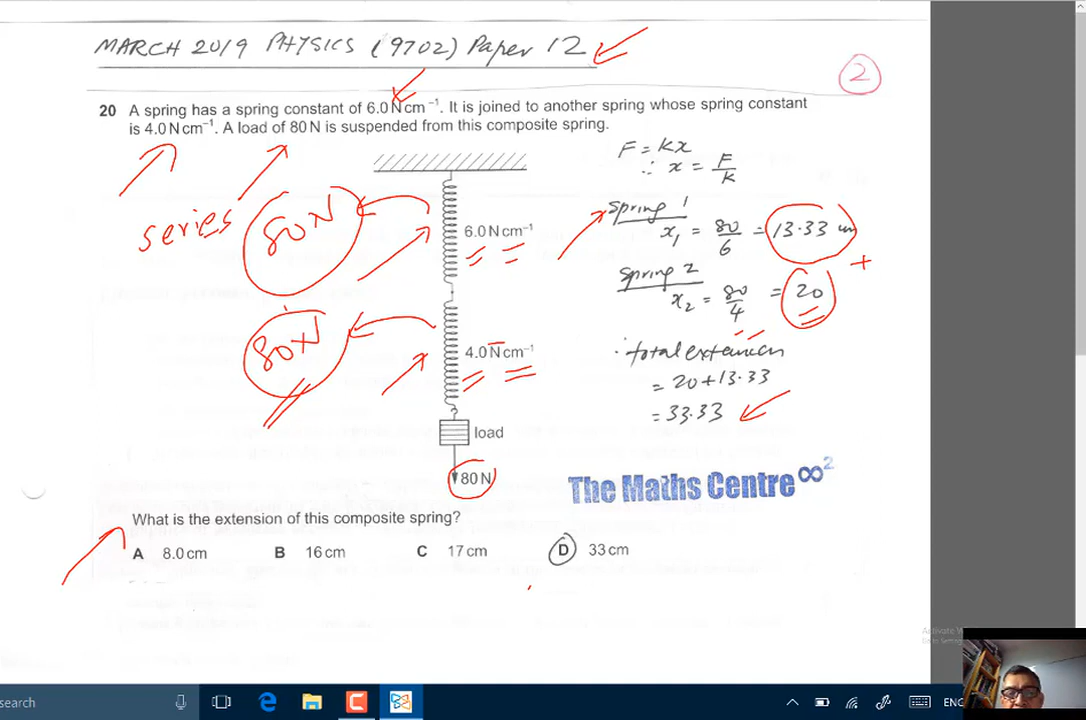 MARCH 2019 PHYSICS (9702) Paper 12
2
20 A spring has a spring constant of 6.0 N cm⁻¹. It is joined to another spring whose spring constant
is 4.0 N cm⁻¹. A load of 80 N is suspended from this composite spring.
F = kx
∴ x = F/k
series
80N
6.0 N cm⁻¹
Spring 1
x₁ = 80/6 = 13.33 cm
+
Spring 2
x₂ = 80/4 = 20
80N
4.0 N cm⁻¹
total extension
= 20+13.33
= 33.33
load
80 N
The Maths Centre ∞²
What is the extension of this composite spring?
A 8.0 cm B 16 cm C 17 cm D 33 cm
Activate W
search
ENG